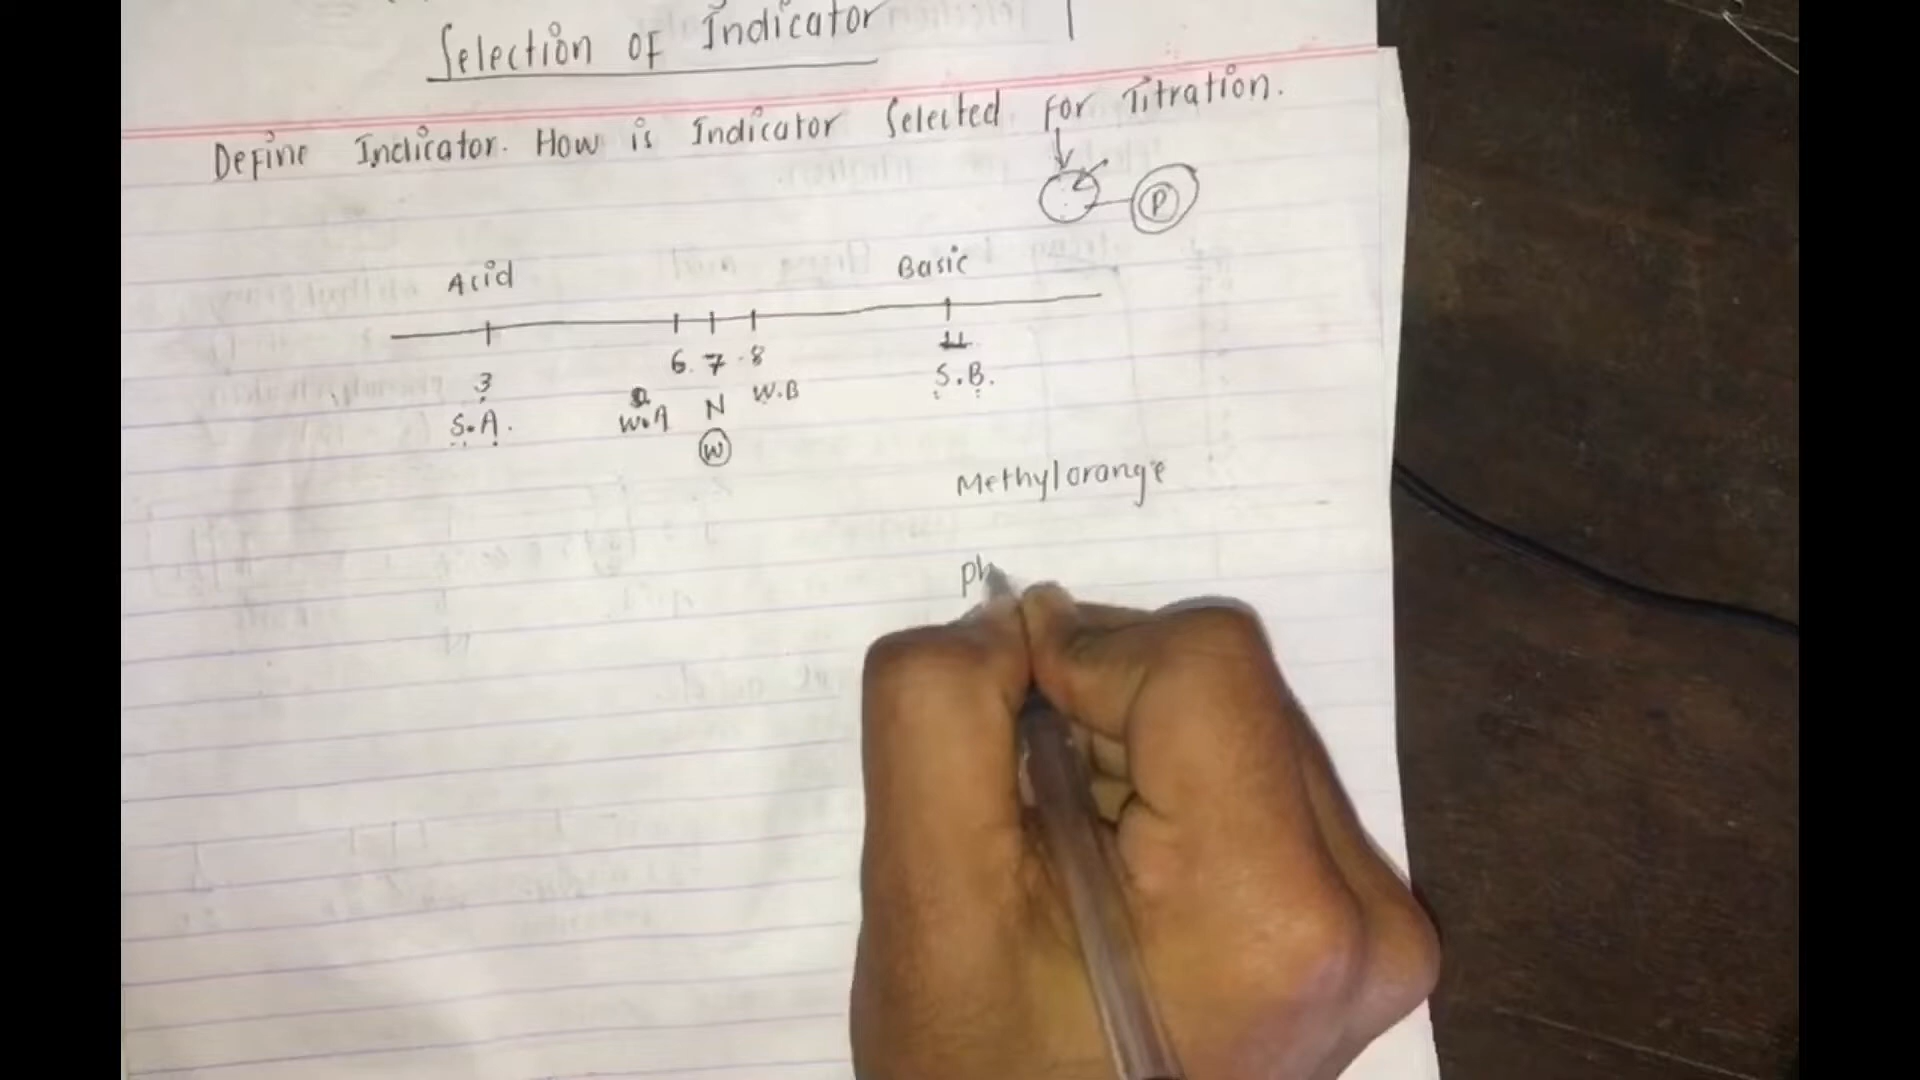 Selection of Indicator
Define Indicator. How is Indicator Selected for Titration.
P
Acid Basic
3 6. 7 .8 11
S.A. W.A N W.B S.B.
W
Methylorange
ph